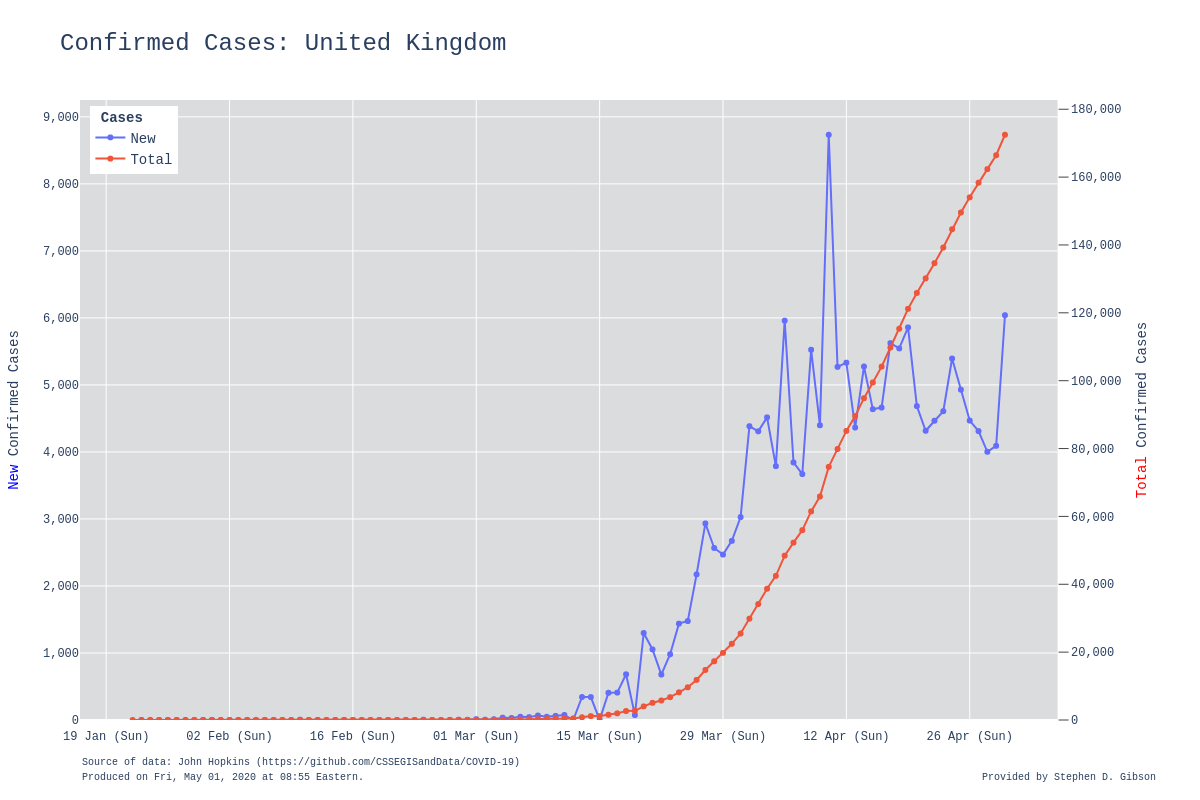 Confirmed Cases: United Kingdom
Cases
New
Total
9,000
8,000
7,000
6,000
5,000
4,000
3,000
2,000
1,000
0
New Confirmed Cases
180,000
160,000
140,000
120,000
100,000
80,000
60,000
40,000
20,000
0
Total Confirmed Cases
19 Jan (Sun) 02 Feb (Sun) 16 Feb (Sun) 01 Mar (Sun) 15 Mar (Sun) 29 Mar (Sun) 12 Apr (Sun) 26 Apr (Sun)
Source of data: John Hopkins (https://github.com/CSSEGISandData/COVID-19)
Produced on Fri, May 01, 2020 at 08:55 Eastern.
Provided by Stephen D. Gibson